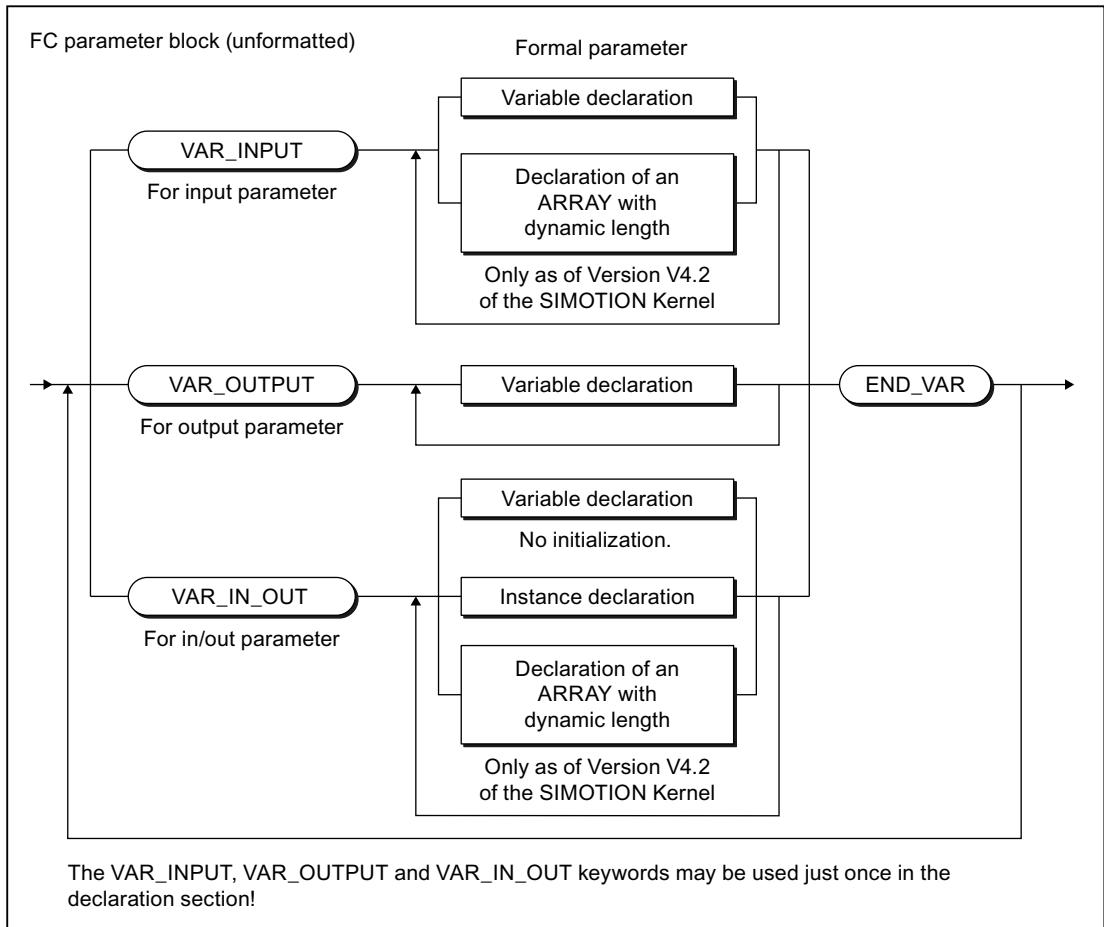 FC parameter block (unformatted)
Formal parameter
Variable declaration
VAR_INPUT
For input parameter
Declaration of an
ARRAY with
dynamic length
Only as of Version V4.2
of the SIMOTION Kernel
VAR_OUTPUT
Variable declaration
END_VAR
For output parameter
Variable declaration
No initialization.
VAR_IN_OUT
Instance declaration
For in/out parameter
Declaration of an
ARRAY with
dynamic length
Only as of Version V4.2
of the SIMOTION Kernel
The VAR_INPUT, VAR_OUTPUT and VAR_IN_OUT keywords may be used just once in the
declaration section!